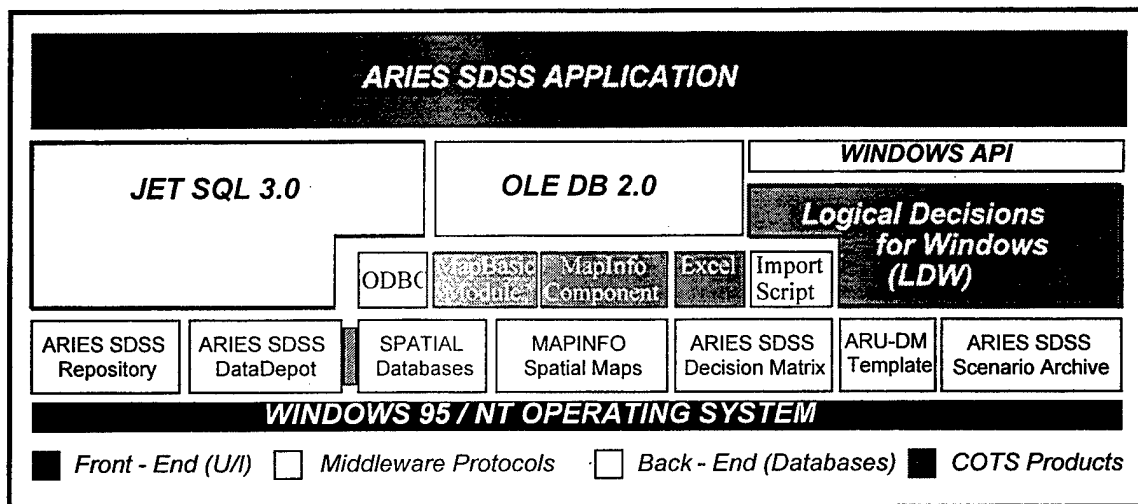 ARIES SDSS APPLICATION
JET SQL 3.0
OLE DB 2.0
WINDOWS API
Logical Decisions
for Windows
(LDW)
ODBC
MapBasic
Module
MapInfo
Component
Excel
Import
Script
ARIES SDSS
Repository
ARIES SDSS
DataDepot
SPATIAL
Databases
MAPINFO
Spatial Maps
ARIES SDSS
Decision Matrix
ARU-DM
Template
ARIES SDSS
Scenario Archive
WINDOWS 95 / NT OPERATING SYSTEM
Front - End (U/I)
Middleware Protocols
Back - End (Databases)
COTS Products